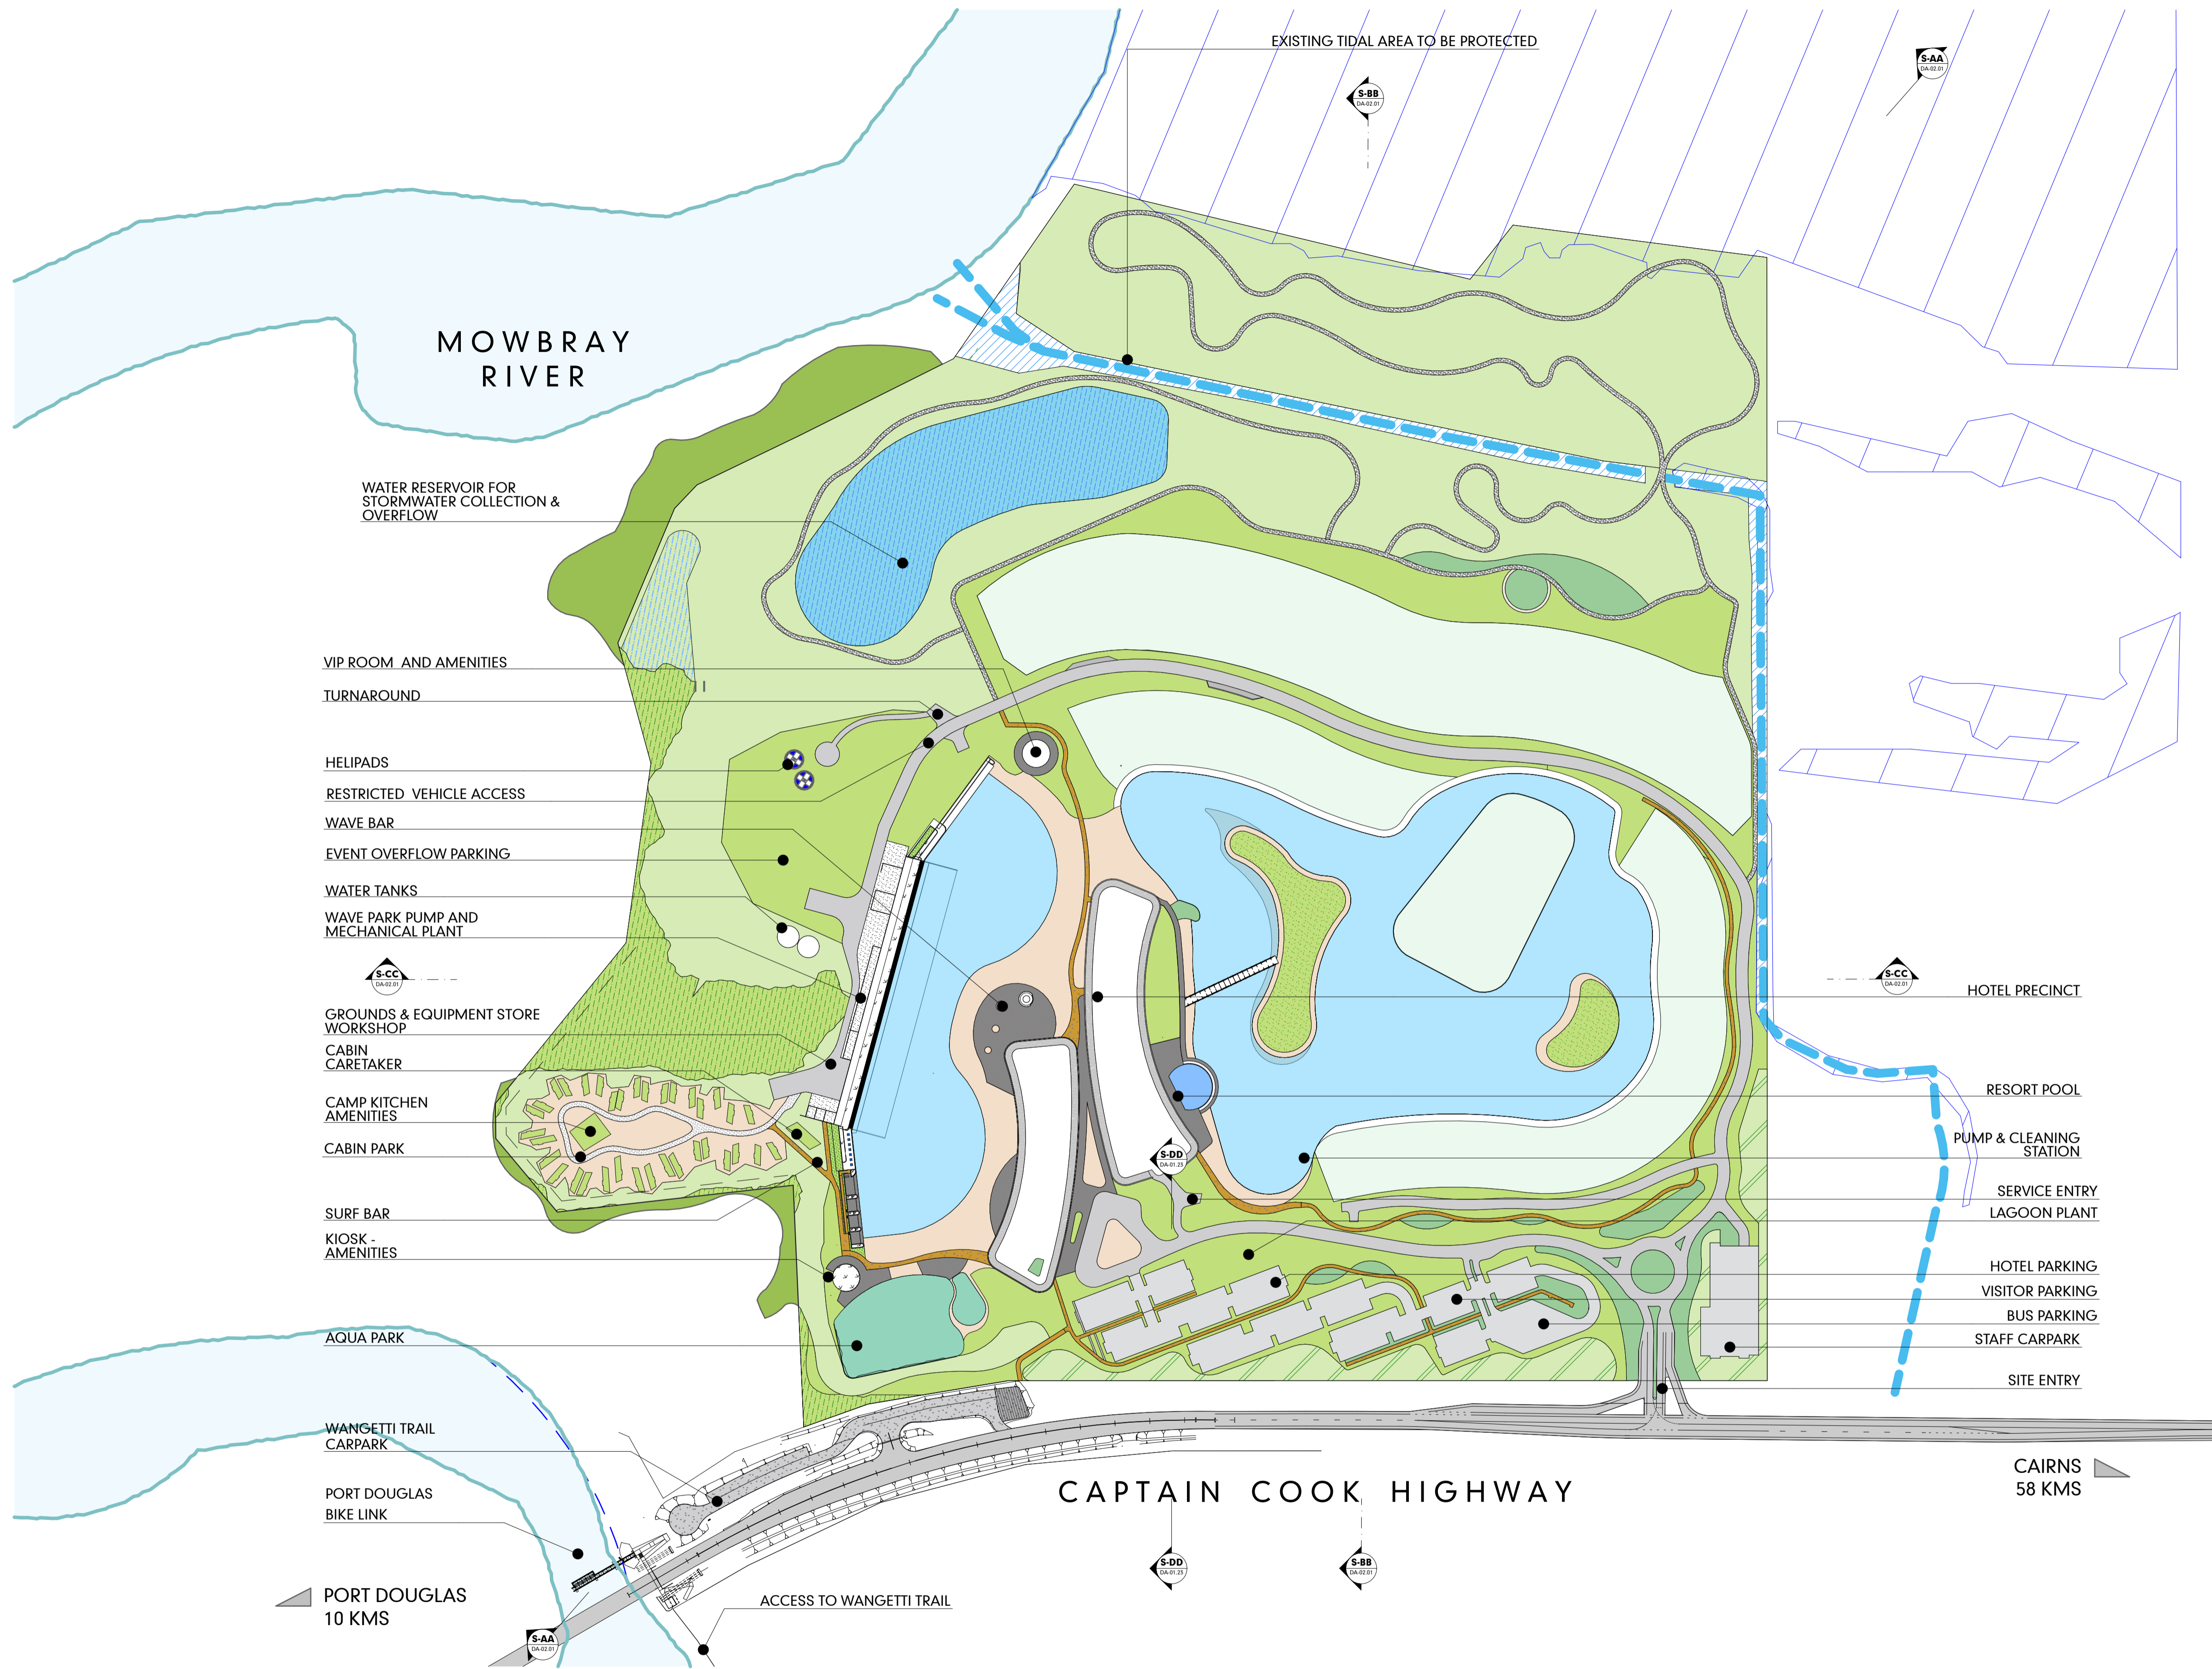 EXISTING TIDAL AREA TO BE PROTECTED
S-AA
DA-02.01
S-BB
DA-02.01
MOWBRAY
RIVER
WATER RESERVOIR FOR
STORMWATER COLLECTION &
OVERFLOW
VIP ROOM AND AMENITIES
TURNAROUND
HELIPADS
RESTRICTED VEHICLE ACCESS
WAVE BAR
EVENT OVERFLOW PARKING
WATER TANKS
WAVE PARK PUMP AND
MECHANICAL PLANT
S-CC
DA-02.01
GROUNDS & EQUIPMENT STORE
WORKSHOP
CABIN
CARETAKER
CAMP KITCHEN
AMENITIES
CABIN PARK
SURF BAR
KIOSK -
AMENITIES
AQUA PARK
WANGETTI TRAIL
CARPARK
PORT DOUGLAS
BIKE LINK
PORT DOUGLAS
10 KMS
S-AA
DA-02.01
ACCESS TO WANGETTI TRAIL
S-CC
DA-02.01
HOTEL PRECINCT
RESORT POOL
PUMP & CLEANING
STATION
S-DD
DA-01.23
SERVICE ENTRY
LAGOON PLANT
HOTEL PARKING
VISITOR PARKING
BUS PARKING
STAFF CARPARK
SITE ENTRY
CAPTAIN COOK HIGHWAY
CAIRNS
58 KMS
S-DD
DA-01.23
S-BB
DA-02.01